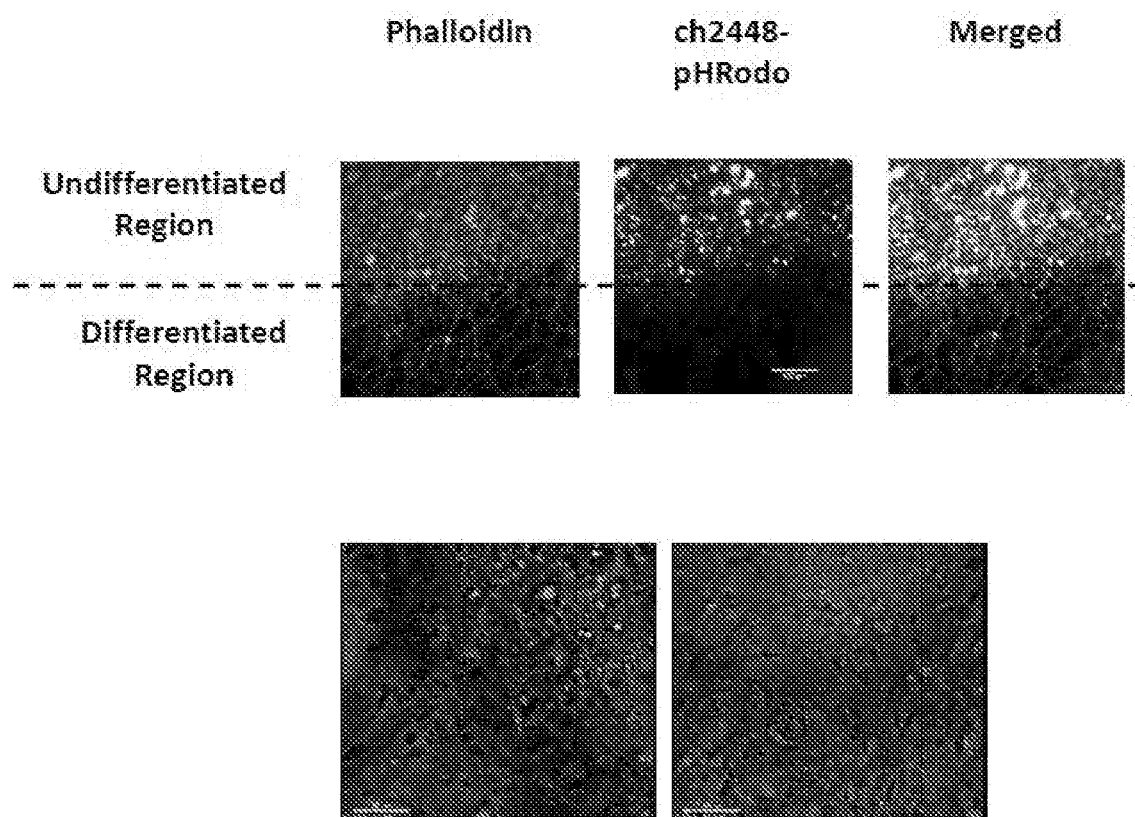 Phalloidin
ch2448-
pHRodo
Merged
Undifferentiated
Region
Differentiated
Region